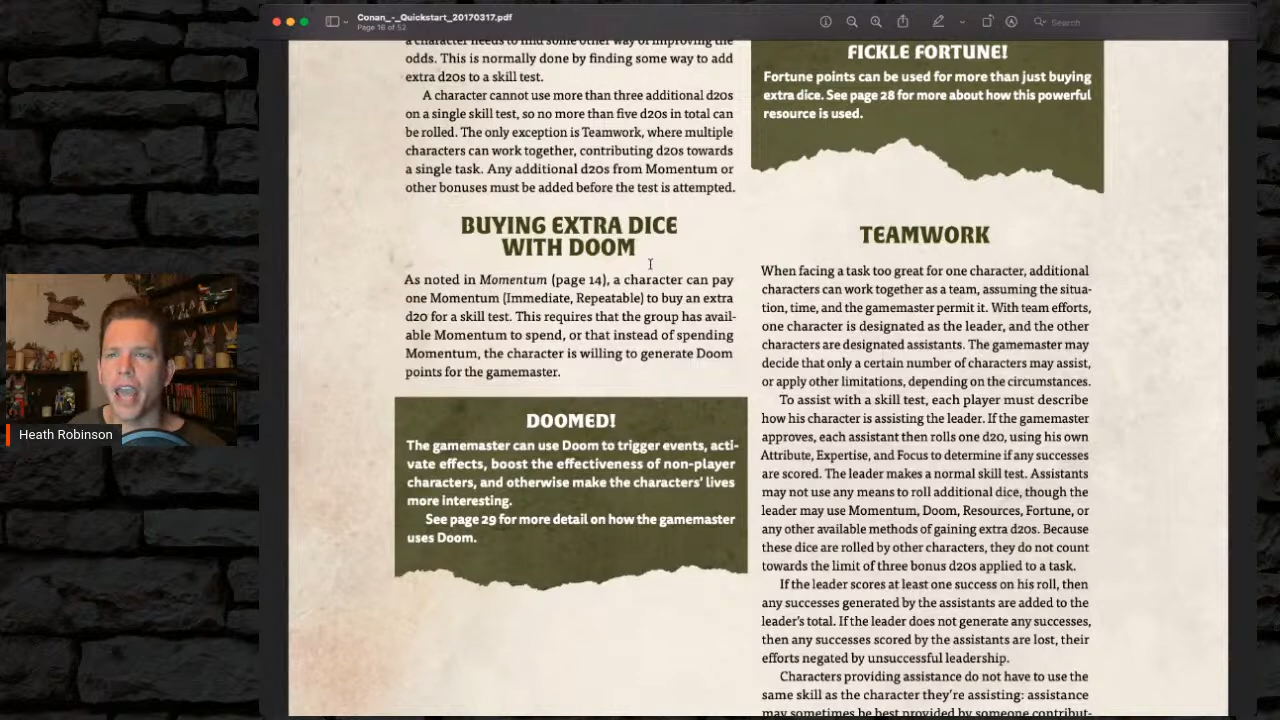 Conan_-_Quickstart_20170317.pdf
Page 16 of 52
Search
a character needs to find some other way of improving the
odds. This is normally done by finding some way to add
extra d20s to a skill test.
A character cannot use more than three additional d20s
on a single skill test, so no more than five d20s in total can
be rolled. The only exception is Teamwork, where multiple
characters can work together, contributing d20s towards
a single task. Any additional d20s from Momentum or
other bonuses must be added before the test is attempted.
BUYING EXTRA DICE
WITH DOOM
As noted in Momentum (page 14), a character can pay
one Momentum (Immediate, Repeatable) to buy an extra
d20 for a skill test. This requires that the group has avail-
able Momentum to spend, or that instead of spending
Momentum, the character is willing to generate Doom
points for the gamemaster.
DOOMED!
The gamemaster can use Doom to trigger events, acti-
vate effects, boost the effectiveness of non-player
characters, and otherwise make the characters' lives
more interesting.
See page 29 for more detail on how the gamemaster
uses Doom.
FICKLE FORTUNE!
Fortune points can be used for more than just buying
extra dice. See page 28 for more about how this powerful
resource is used.
TEAMWORK
When facing a task too great for one character, additional
characters can work together as a team, assuming the situa-
tion, time, and the gamemaster permit it. With team efforts,
one character is designated as the leader, and the other
characters are designated assistants. The gamemaster may
decide that only a certain number of characters may assist,
or apply other limitations, depending on the circumstances.
To assist with a skill test, each player must describe
how his character is assisting the leader. If the gamemaster
approves, each assistant then rolls one d20, using his own
Attribute, Expertise, and Focus to determine if any successes
are scored. The leader makes a normal skill test. Assistants
may not use any means to roll additional dice, though the
leader may use Momentum, Doom, Resources, Fortune, or
any other available methods of gaining extra d20s. Because
these dice are rolled by other characters, they do not count
towards the limit of three bonus d20s applied to a task.
If the leader scores at least one success on his roll, then
any successes generated by the assistants are added to the
leader's total. If the leader does not generate any successes,
then any successes scored by the assistants are lost, their
efforts negated by unsuccessful leadership.
Characters providing assistance do not have to use the
same skill as the character they're assisting: assistance
may sometimes be best provided by someone contribut-
Heath Robinson